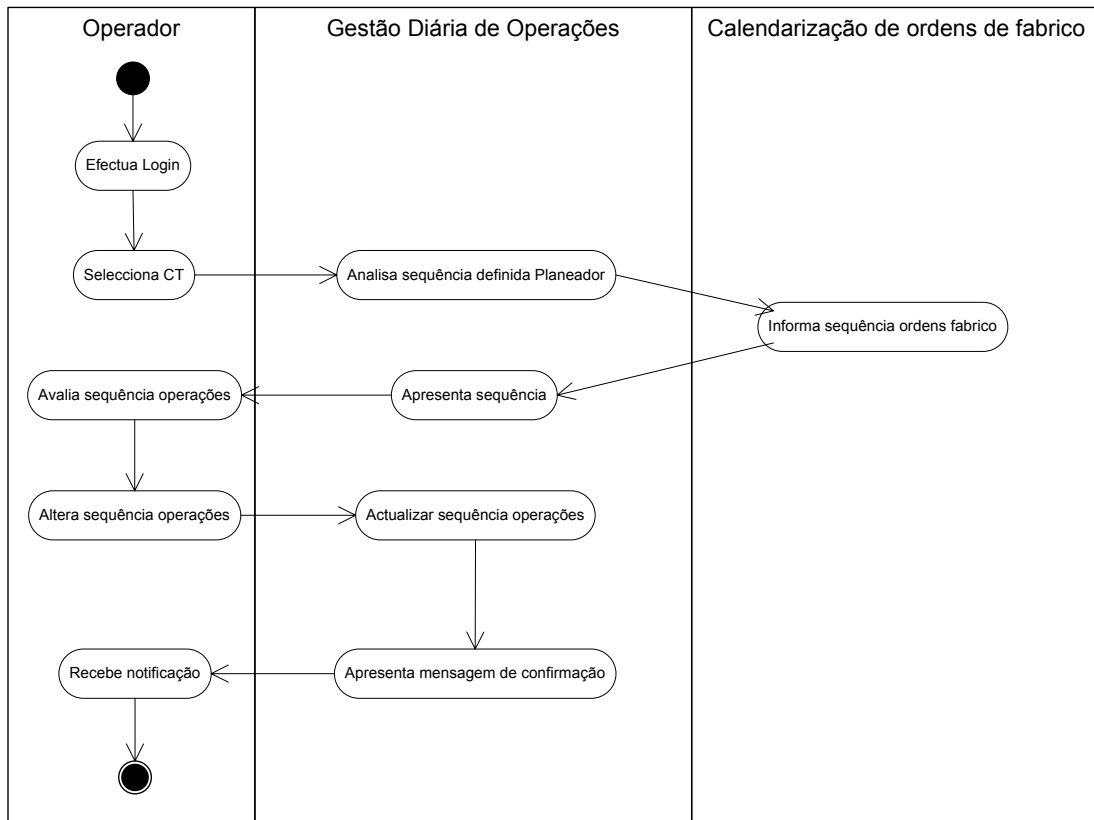 Operador
Gestão Diária de Operações
Calendarização de ordens de fabrico
Efectua Login
Selecciona CT
Analisa sequência definida Planeador
Informa sequência ordens fabrico
Avalia sequência operações
Apresenta sequência
Altera sequência operações
Actualizar sequência operações
Recebe notificação
Apresenta mensagem de confirmação